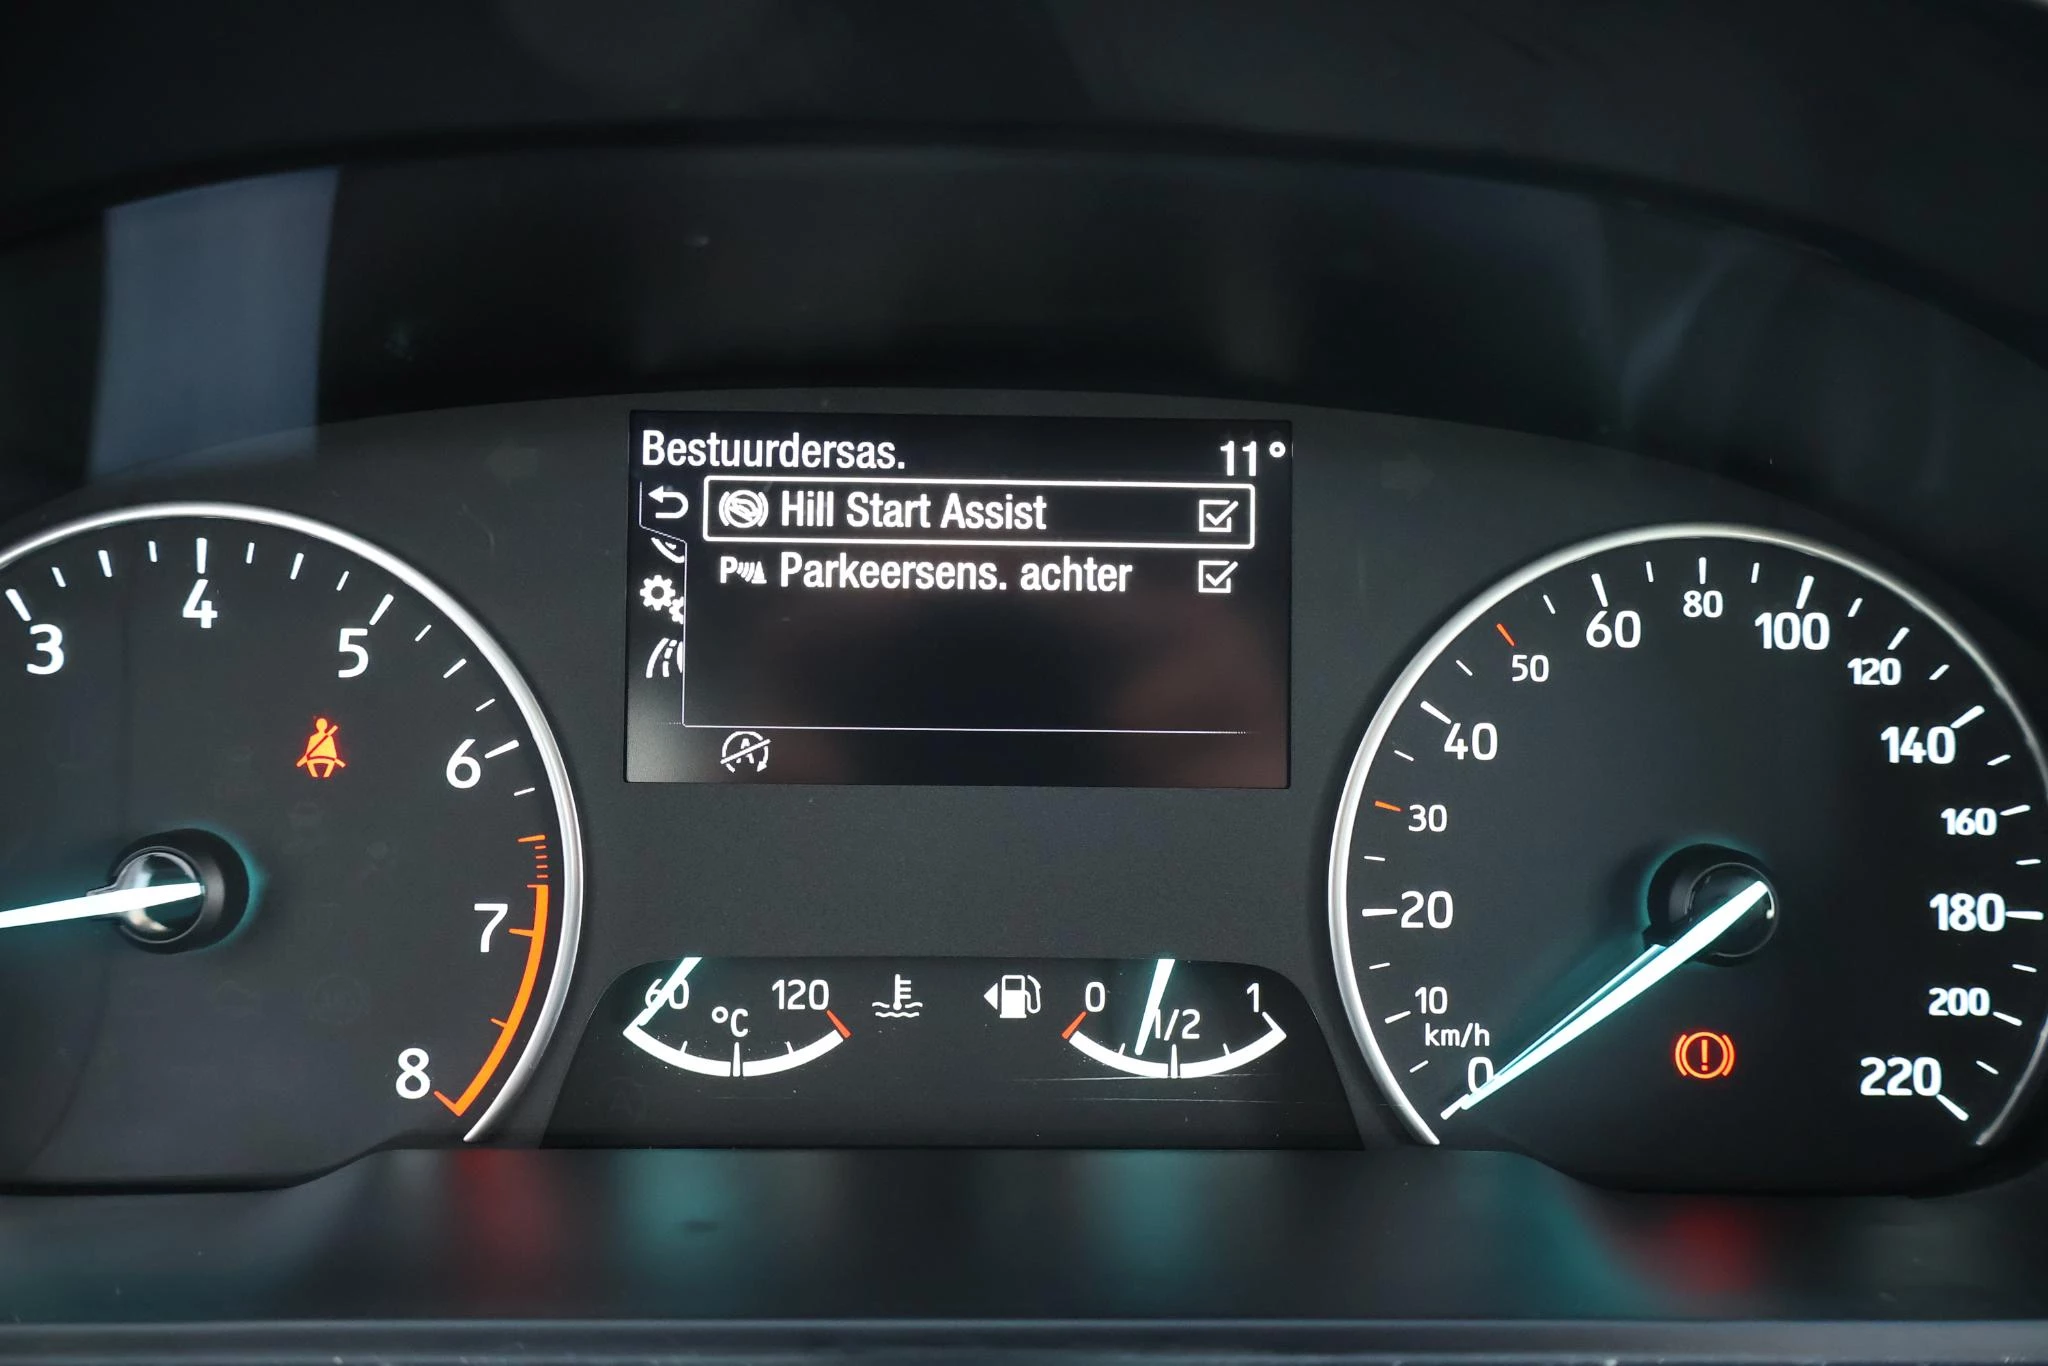 Bestuurdersas. 11°
Hill Start Assist
P Parkeersens. achter
A
3 4 5 6 7 8
60 °C 120
0 1/2 1
0 10 20 30 40 50 60 80 100 120 140 160 180 200 220
km/h